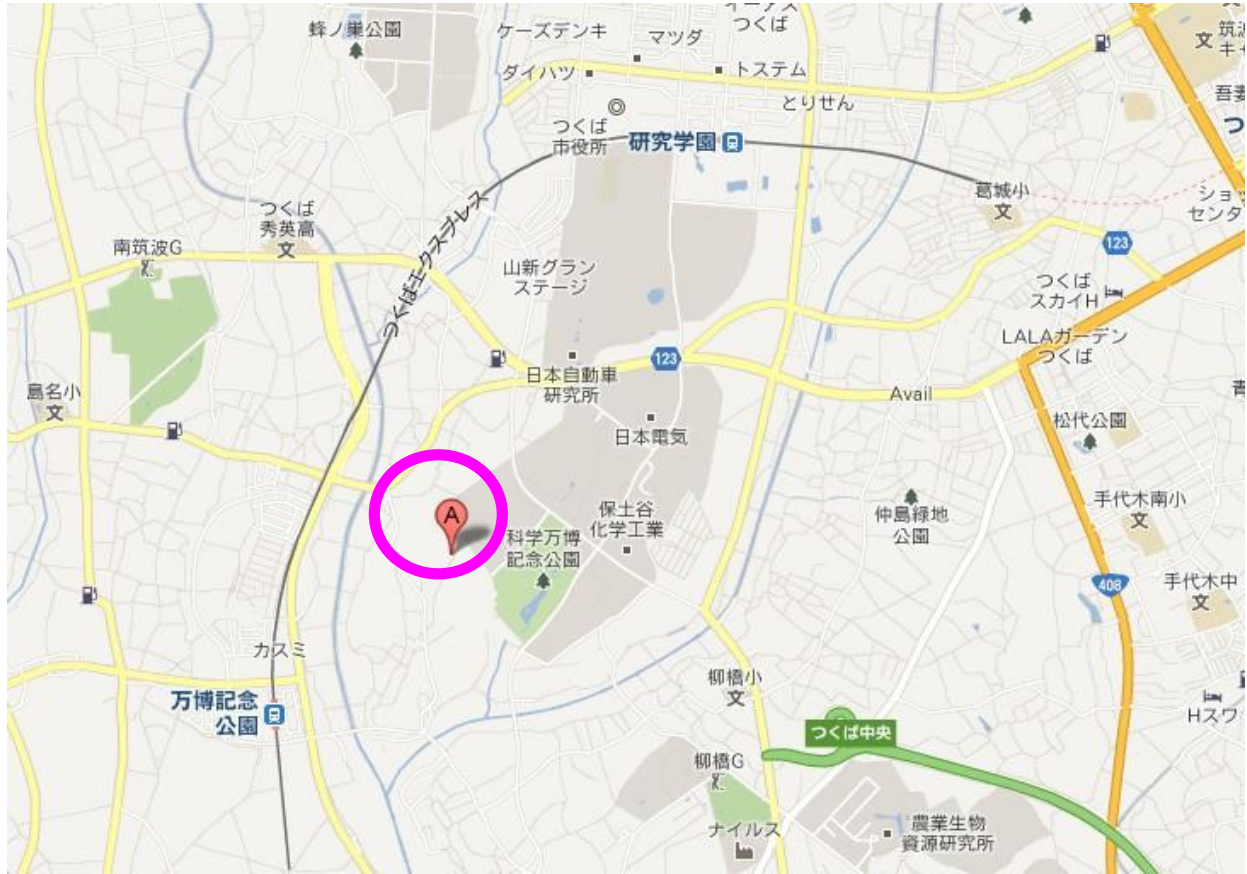 蜂ノ巣公園
ケーズデンキ
マツダ
つくば
ダイハツ
トステム
とりせん
つくば
市役所
研究学園
葛城小
文
つくば
秀英高
文
南筑波G
つくばエクスプレス
山新グラン
ステージ
123
つくば
スカイH
LALAガーデン
つくば
123
日本自動車
研究所
島名小
文
Avail
日本電気
松代公園
A
保土谷
化学工業
科学万博
記念公園
仲島緑地
公園
手代木南小
文
408
手代木中
文
カスミ
万博記念
公園
柳橋小
文
つくば中央
Hスワ
柳橋G
ナイルス
農業生物
資源研究所